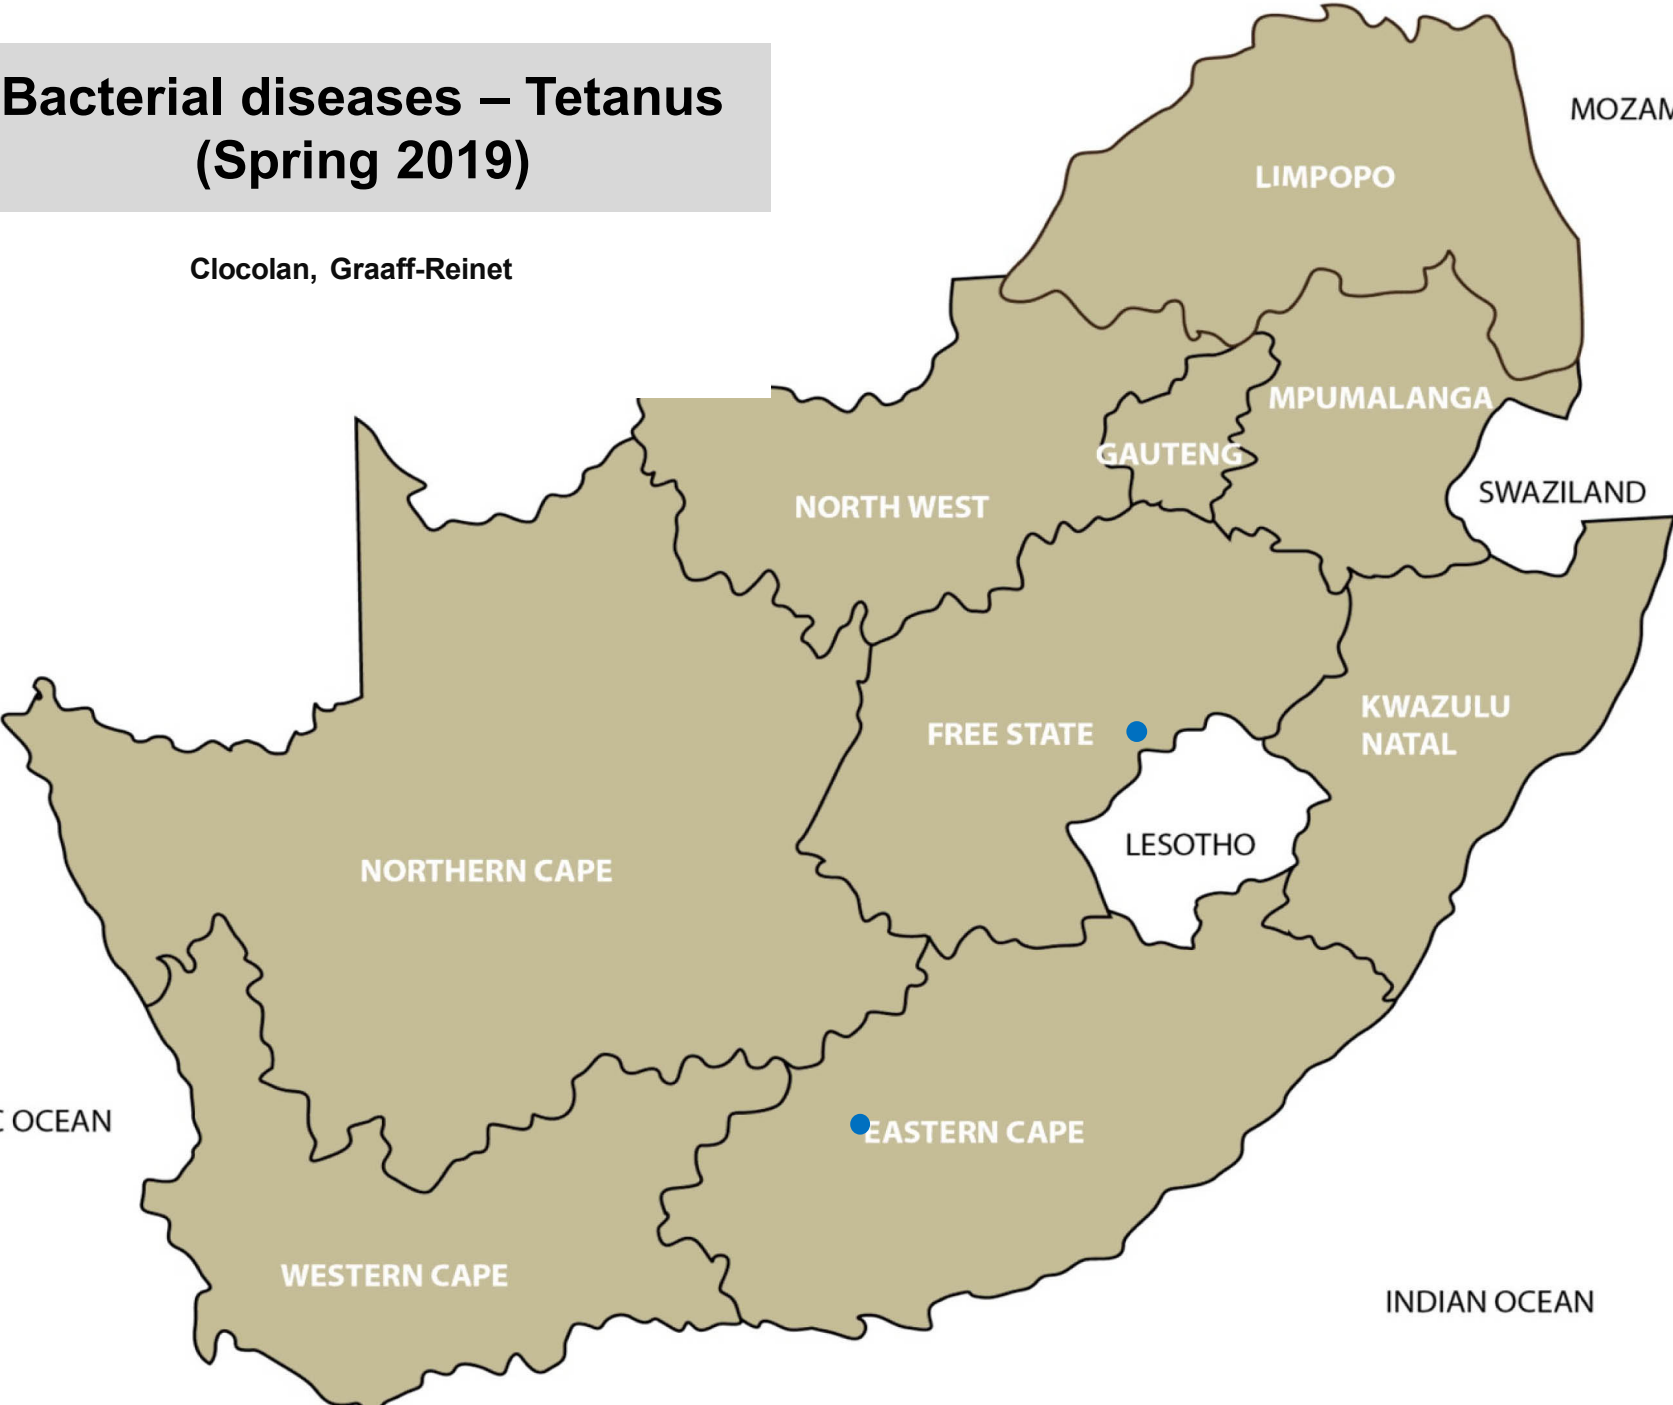 Bacterial diseases – Tetanus
(Spring 2019)
Clocolan, Graaff-Reinet
MOZAM
LIMPOPO
MPUMALANGA
GAUTENG
SWAZILAND
NORTH WEST
KWAZULU
NATAL
FREE STATE
LESOTHO
NORTHERN CAPE
C OCEAN
EASTERN CAPE
WESTERN CAPE
INDIAN OCEAN